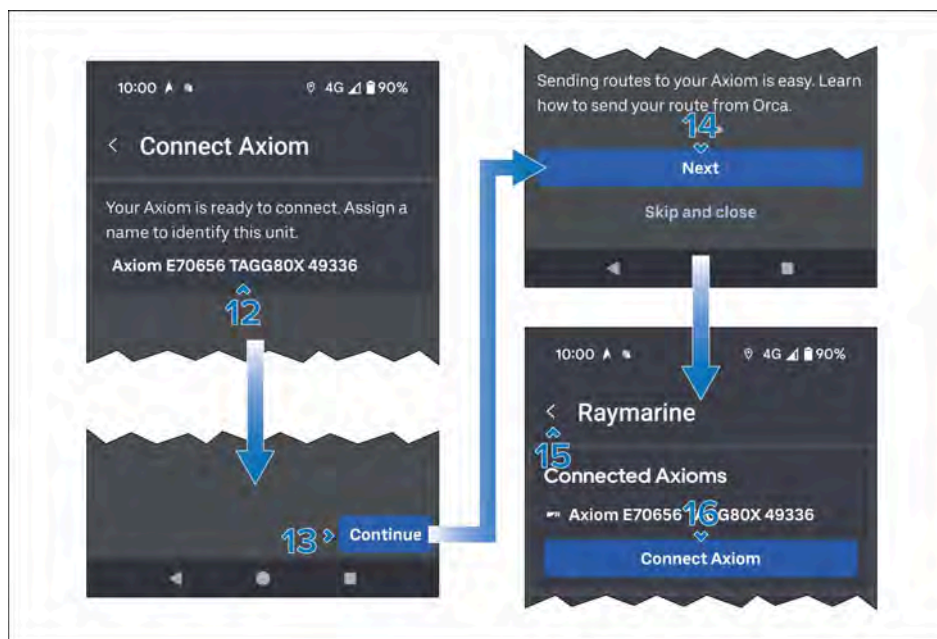 10:00 4G 90%
< Connect Axiom
Your Axiom is ready to connect. Assign a
name to identify this unit.
Axiom E70656 TAGG80X 49336
12
13 > Continue
Sending routes to your Axiom is easy. Learn
how to send your route from Orca.
14
Next
Skip and close
10:00 4G 90%
< Raymarine
15
Connected Axioms
Axiom E70656 TAGG80X 49336
16
Connect Axiom